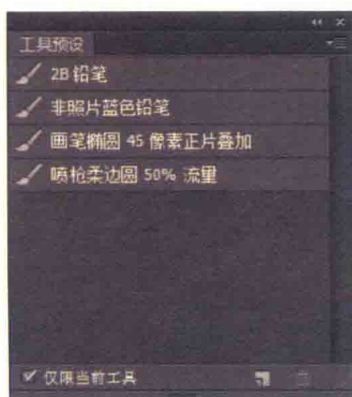 工具预设
2B 铅笔
非照片蓝色铅笔
画笔椭圆 45 像素正片叠加
喷枪柔边圆 50% 流量
仅限当前工具